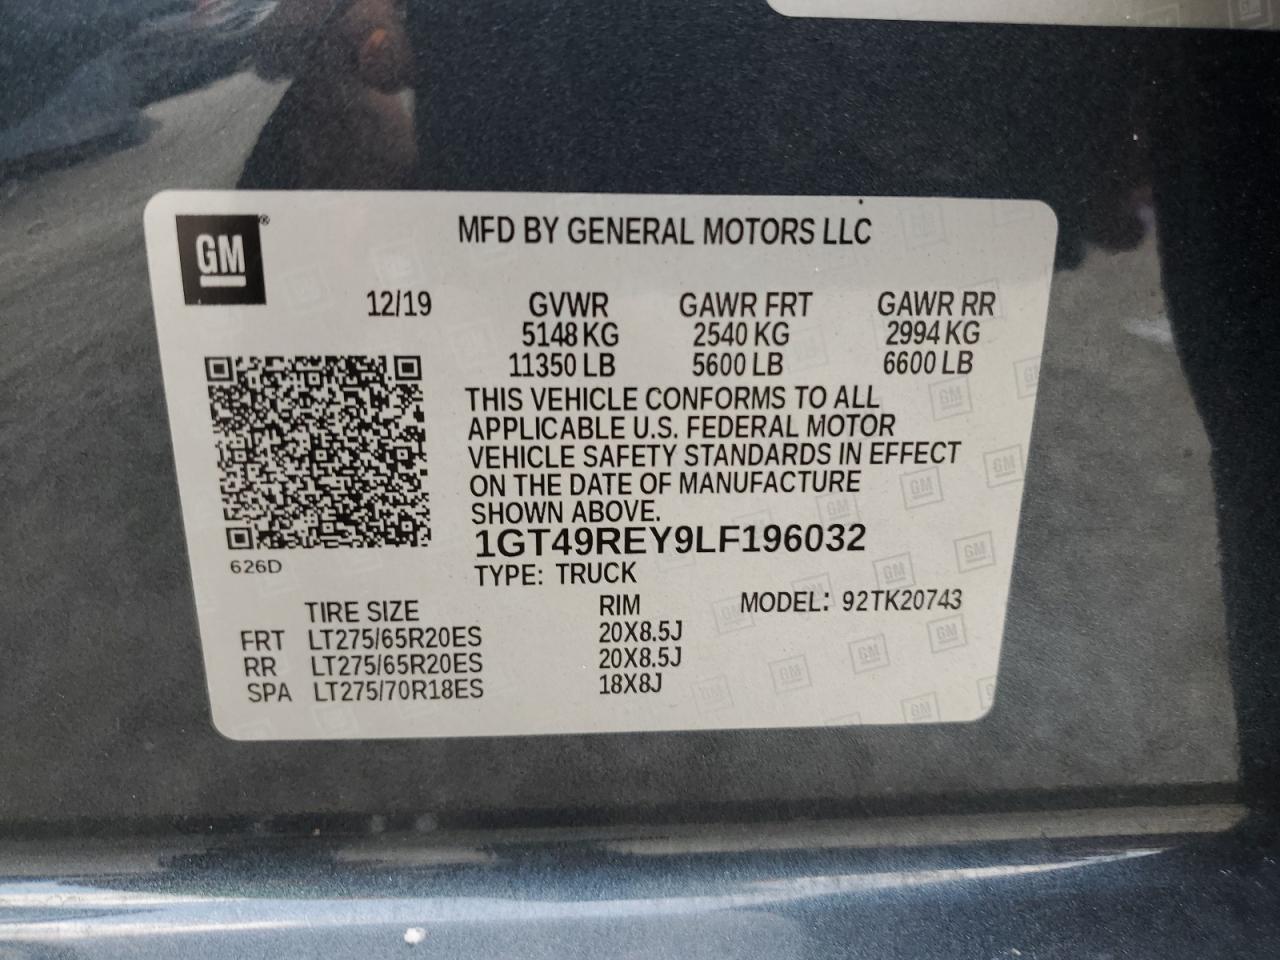 GM®
MFD BY GENERAL MOTORS LLC
12/19 GVWR GAWR FRT GAWR RR
5148 KG 2540 KG 2994 KG
11350 LB 5600 LB 6600 LB
THIS VEHICLE CONFORMS TO ALL
APPLICABLE U.S. FEDERAL MOTOR
VEHICLE SAFETY STANDARDS IN EFFECT
ON THE DATE OF MANUFACTURE
SHOWN ABOVE.
1GT49REY9LF196032
626D
TYPE: TRUCK
TIRE SIZE RIM MODEL: 92TK20743
FRT LT275/65R20ES 20X8.5J
RR LT275/65R20ES 20X8.5J
SPA LT275/70R18ES 18X8J